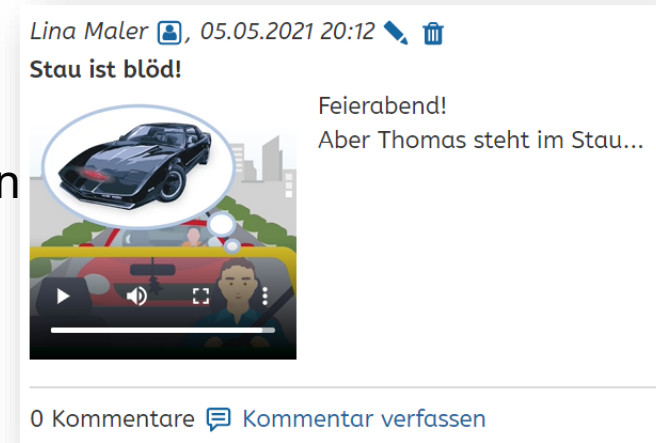 Lina Maler , 05.05.2021 20:12
Stau ist blöd!
Feierabend!
Aber Thomas steht im Stau...
n
0 Kommentare Kommentar verfassen